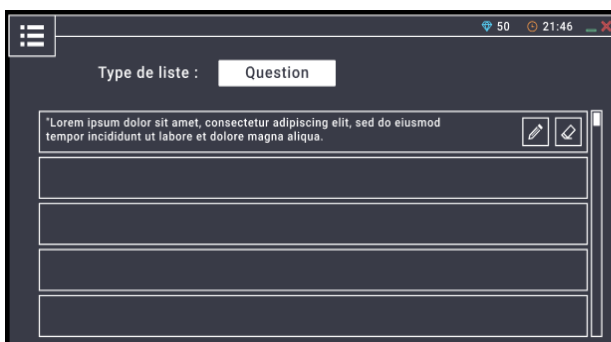 50 21:46
Type de liste : Question
"Lorem ipsum dolor sit amet, consectetur adipiscing elit, sed do eiusmod
tempor incididunt ut labore et dolore magna aliqua.